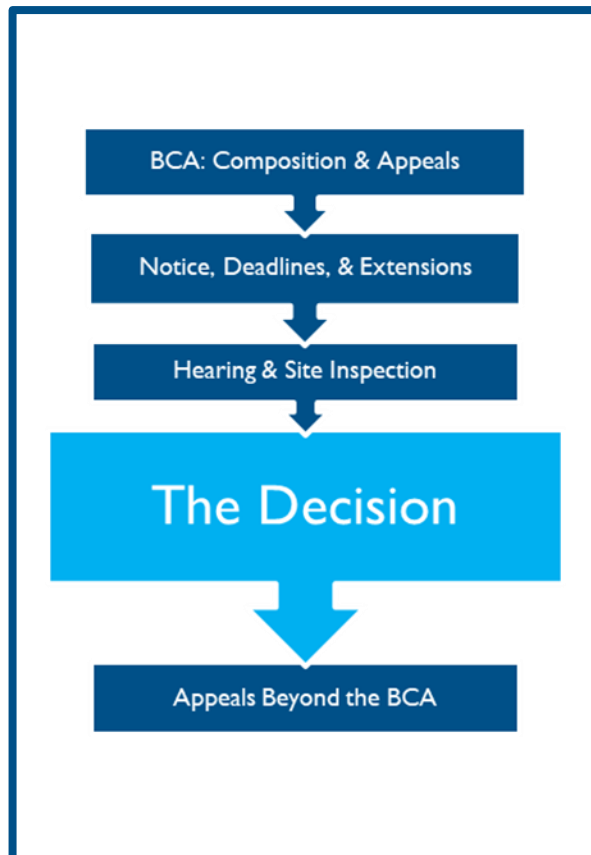 BCA: Composition & Appeals
Notice, Deadlines, & Extensions
Hearing & Site Inspection
The Decision
Appeals Beyond the BCA